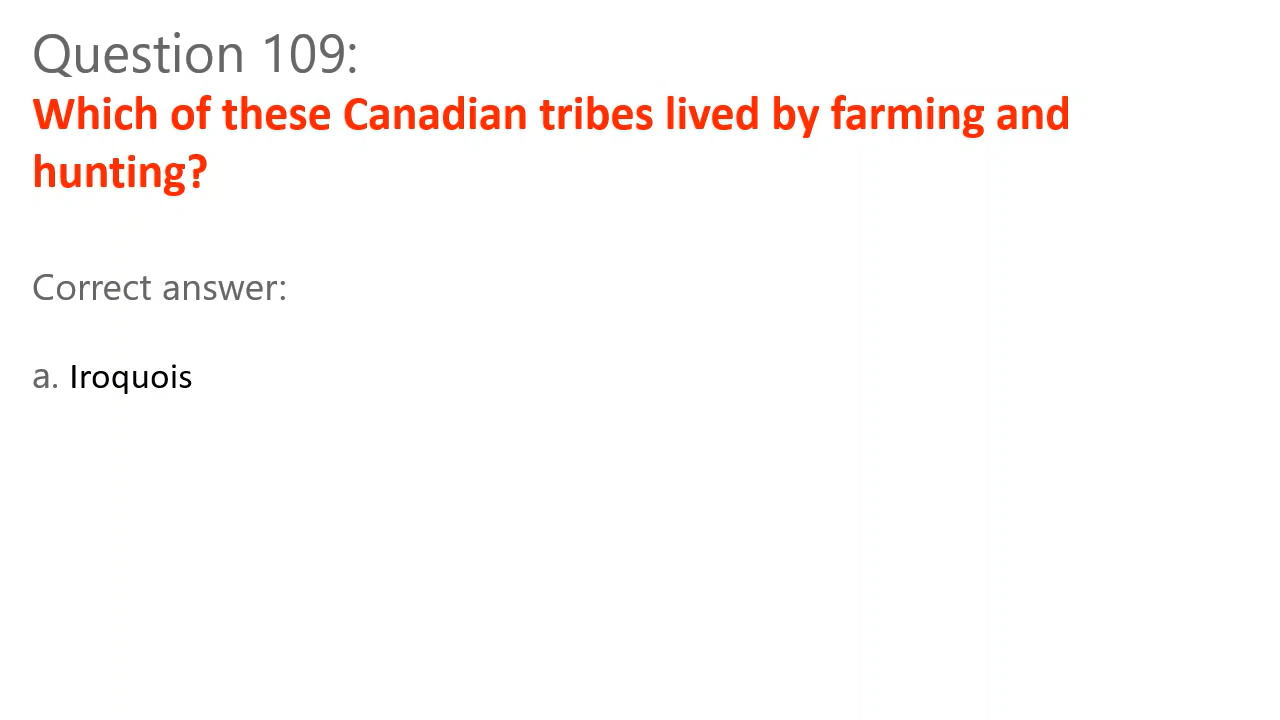 Question 109:
Which of these Canadian tribes lived by farming and
hunting?
Correct answer:
a. Iroquois